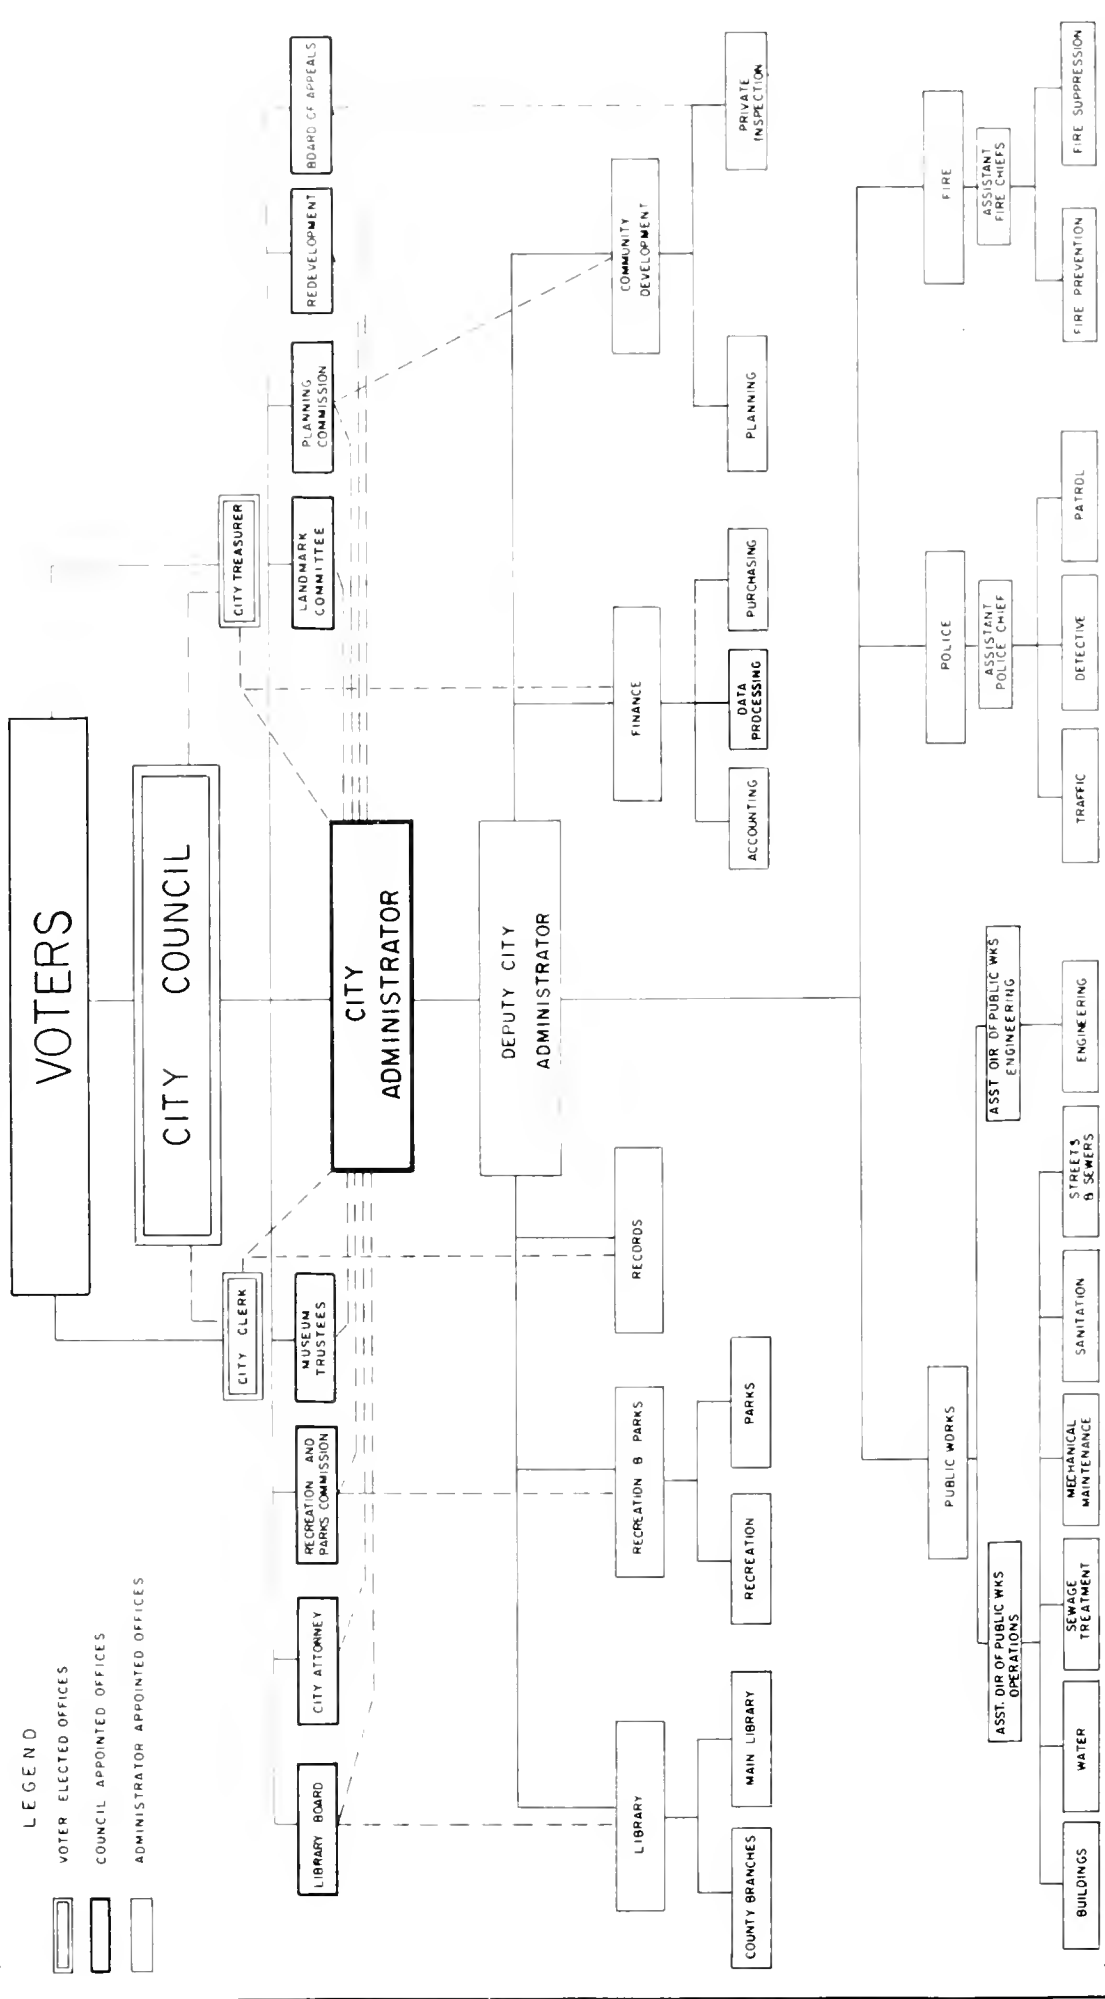 LEGEND
VOTER ELECTED OFFICES
COUNCIL APPOINTED OFFICES
ADMINISTRATOR APPOINTED OFFICES
VOTERS
CITY COUNCIL
CITY CLERK
CITY TREASURER
LIBRARY BOARD
CITY ATTORNEY
RECREATION AND
PARKS COMMISSION
MUSEUM
TRUSTEES
LANDMARK
COMMITTEE
PLANNING
COMMISSION
REDEVELOPMENT
BOARD OF APPEALS
CITY
ADMINISTRATOR
DEPUTY CITY
ADMINISTRATOR
LIBRARY
RECREATION & PARKS
RECORDS
FINANCE
COMMUNITY
DEVELOPMENT
COUNTY BRANCHES
MAIN LIBRARY
RECREATION
PARKS
ACCOUNTING
DATA
PROCESSING
PURCHASING
PLANNING
PRIVATE
INSPECTION
PUBLIC WORKS
POLICE
FIRE
ASST. DIR OF PUBLIC WKS
OPERATIONS
ASST DIR OF PUBLIC WKS
ENGINEERING
ASSISTANT
POLICE CHIEF
ASSISTANT
FIRE CHIEFS
BUILDINGS
WATER
SEWAGE
TREATMENT
MECHANICAL
MAINTENANCE
SANITATION
STREETS
& SEWERS
ENGINEERING
TRAFFIC
DETECTIVE
PATROL
FIRE PREVENTION
FIRE SUPPRESSION